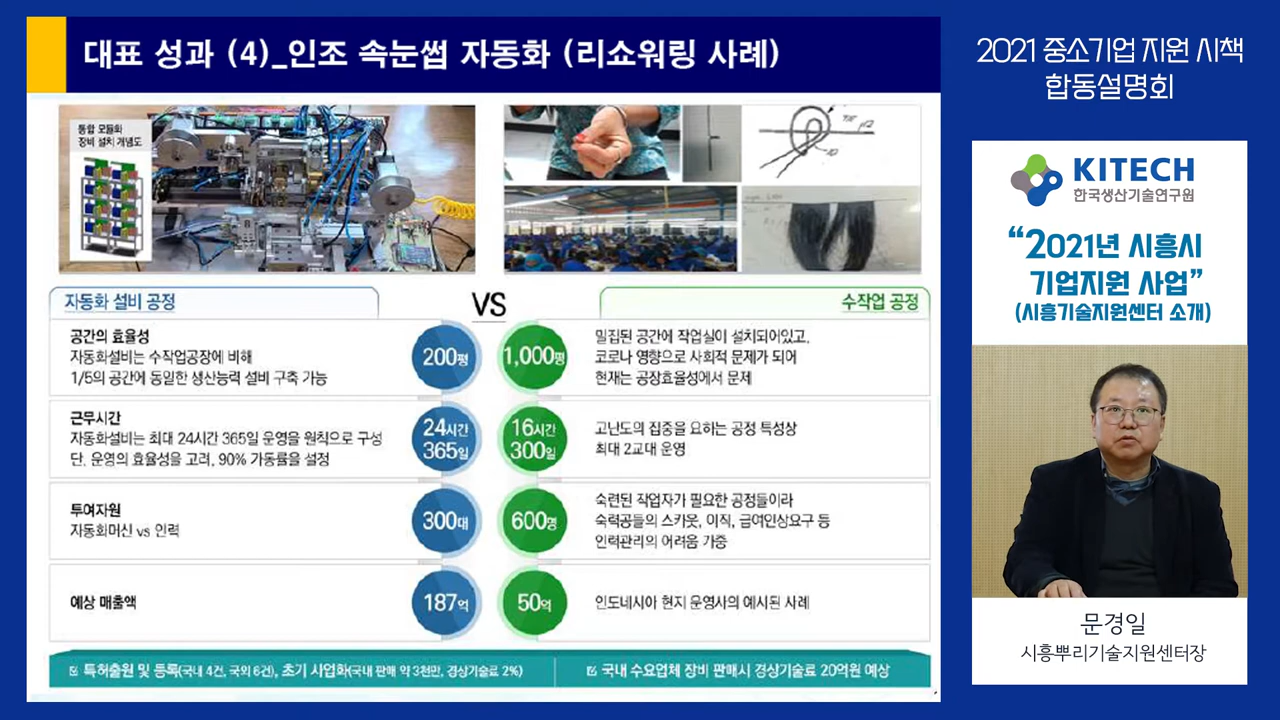 대표 성과 (4)_인조 속눈썹 자동화 (리쇼워링 사례)
통합 모듈화
장비 설치 개념도
자동화 설비 공정
VS
수작업 공정
공간의 효율성
자동화설비는 수작업공장에 비해
1/5의 공간에 동일한 생산능력 설비 구축 가능
200평
1,000평
밀집된 공간에 작업실이 설치되어있고,
코로나 영향으로 사회적 문제가 되어
현재는 공장효율성에서 문제
근무시간
자동화설비는 최대 24시간 365일 운영을 원칙으로 구성
단, 운영의 효율성을 고려, 90% 가동률을 설정
24시간
365일
16시간
300일
고난도의 집중을 요하는 공정 특성상
최대 2교대 운영
투여자원
자동화머신 vs 인력
300대
600명
숙련된 작업자가 필요한 공정들이라
숙력공들의 스카웃, 이직, 급여인상요구 등
인력관리의 어려움 가중
예상 매출액
187억
50억
인도네시아 현지 운영사의 예시된 사례
특허출원 및 등록(국내 4건, 국외 6건), 초기 사업화(국내 판매 약 3천만, 경상기술료 2%)
국내 수요업체 장비 판매시 경상기술료 20억원 예상
2021 중소기업 지원 시책
합동설명회
KITECH
한국생산기술연구원
“2021년 시흥시
기업지원 사업”
(시흥기술지원센터 소개)
문경일
시흥뿌리기술지원센터장